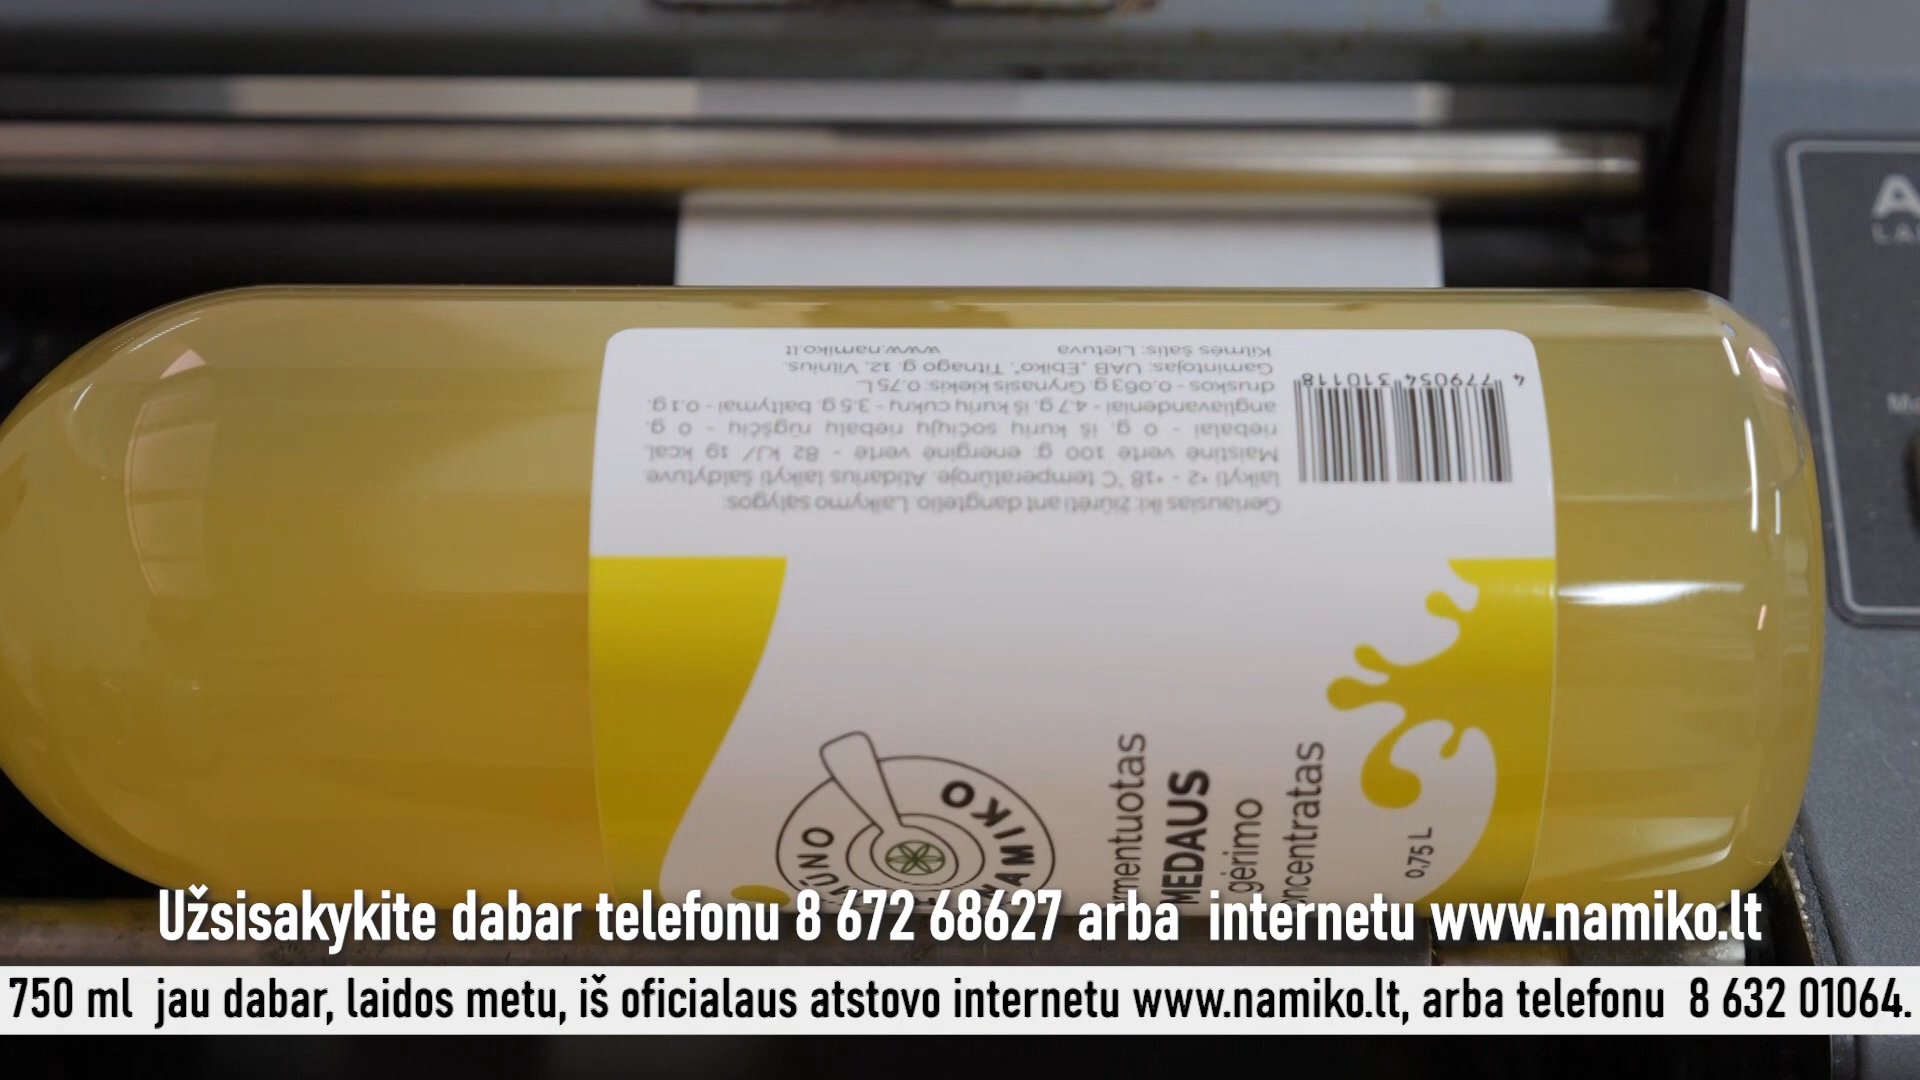 Geriausias iki: žiūrėti ant dangtelio. Laikymo sąlygos:
laikyti +2 - +18 °C temperatūroje. Atidarius laikyti šaldytuve.
Maistinė vertė 100 g: energinė vertė - 82 kJ/ 19 kcal,
riebalai - 0 g, iš kurių sočiųjų riebalų rūgščių - 0 g,
angliavandeniai - 4.7 g, iš kurių cukrų - 3.5 g, baltymai - 0.1 g,
druskos - 0.063 g Grynasis kiekis: 0.75L
Gamintojas: UAB „Ebiko“, Titnago g. 12, Vilnius.
Kilmės šalis: Lietuva www.namiko.lt
4 779054 310118
NAMIKO
MEDAUS
gėrimo
0,75 L
Užsisakykite dabar telefonu 8 672 68627 arba internetu www.namiko.lt
750 ml jau dabar, laidos metu, iš oficialaus atstovo internetu www.namiko.lt, arba telefonu 8 632 01064.